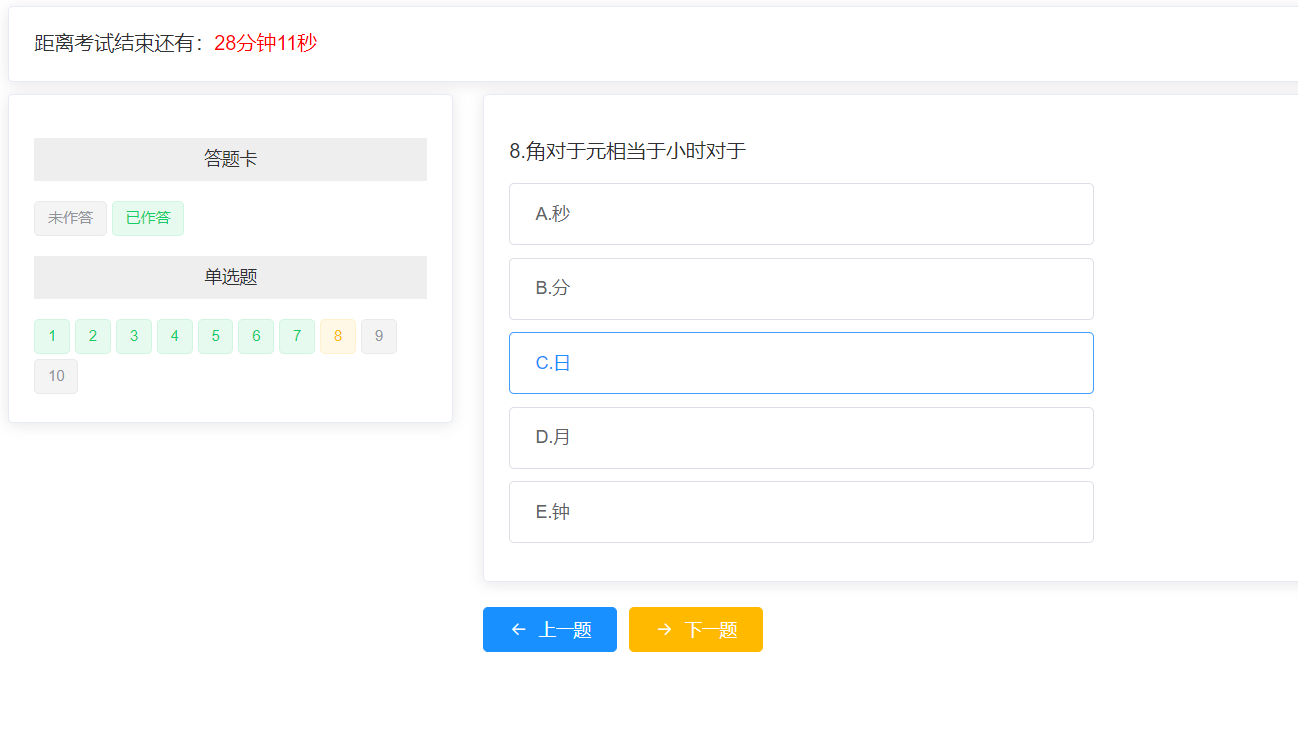 距离考试结束还有：28分钟11秒
答题卡
未作答 已作答
单选题
1 2 3 4 5 6 7 8 9
10
8.角对于元相当于小时对于
A.秒
B.分
C.日
D.月
E.钟
← 上一题 → 下一题